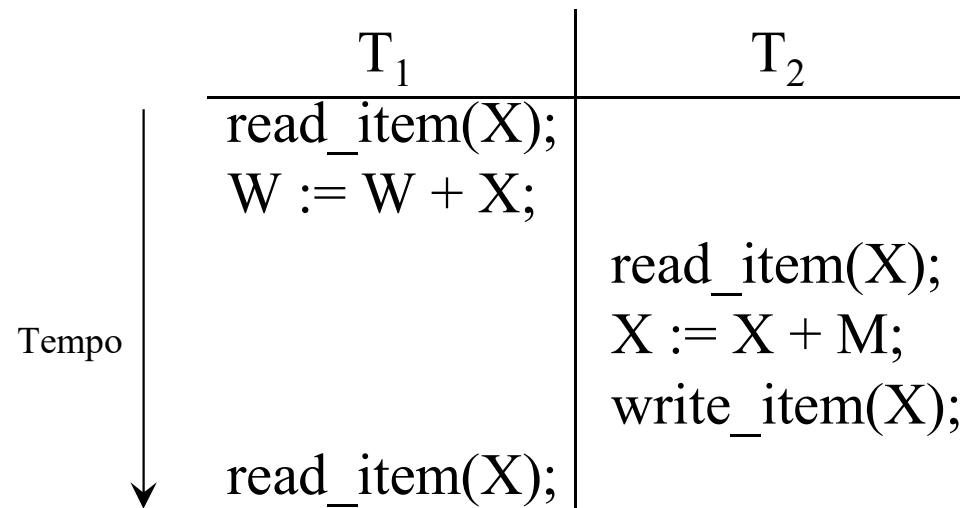 T₁ T₂
read_item(X);
W := W + X;
read_item(X);
X := X + M;
Tempo
write_item(X);
read_item(X);